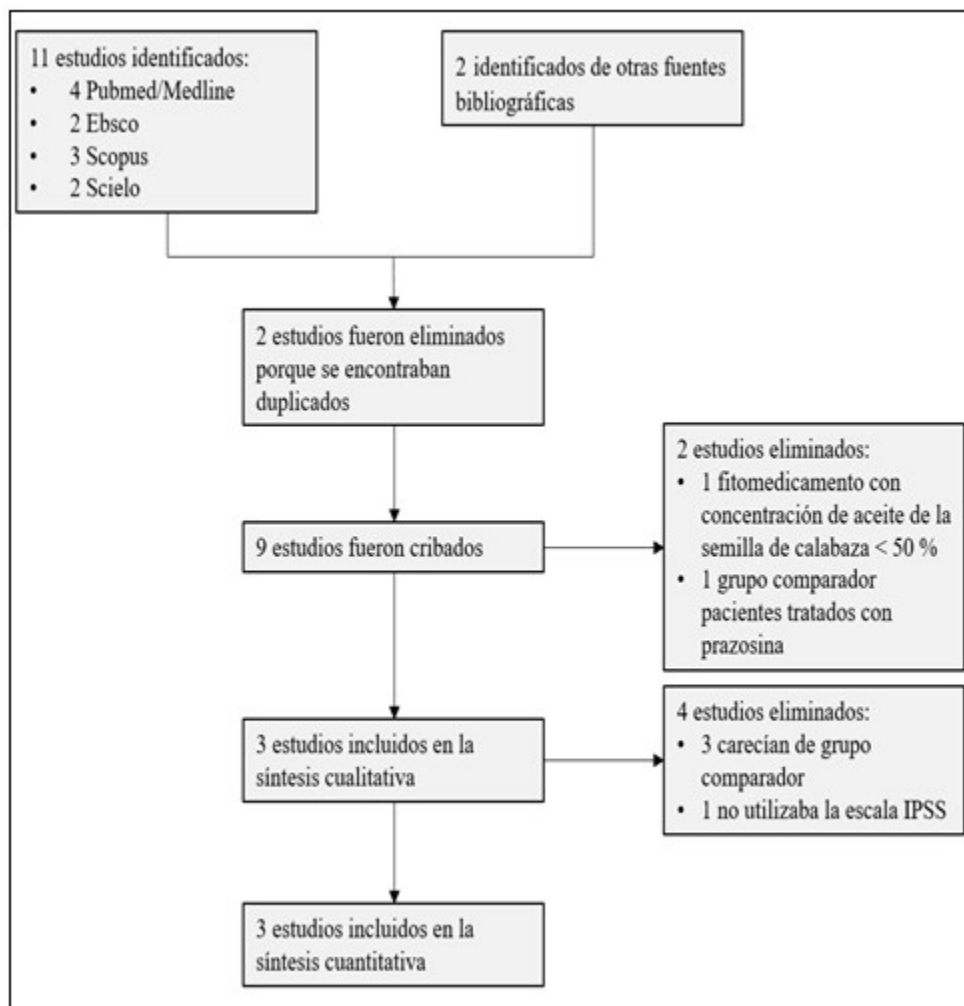 11 estudios identificados:
• 4 Pubmed/Medline
• 2 Ebsco
• 3 Scopus
• 2 Scielo
2 identificados de otras fuentes
bibliográficas
2 estudios fueron eliminados
porque se encontraban
duplicados
9 estudios fueron cribados
2 estudios eliminados:
• 1 fitomedicamento con
concentración de aceite de la
semilla de calabaza < 50 %
• 1 grupo comparador
pacientes tratados con
prazosina
3 estudios incluidos en la
síntesis cualitativa
4 estudios eliminados:
• 3 carecían de grupo
comparador
• 1 no utilizaba la escala IPSS
3 estudios incluidos en la
síntesis cuantitativa